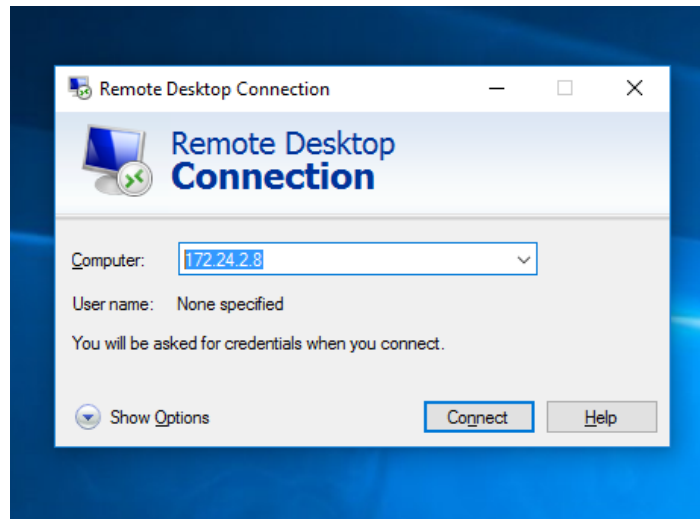 Remote Desktop Connection
Remote Desktop
Connection
Computer: 172.24.2.8
User name: None specified
You will be asked for credentials when you connect.
Show Options Connect Help